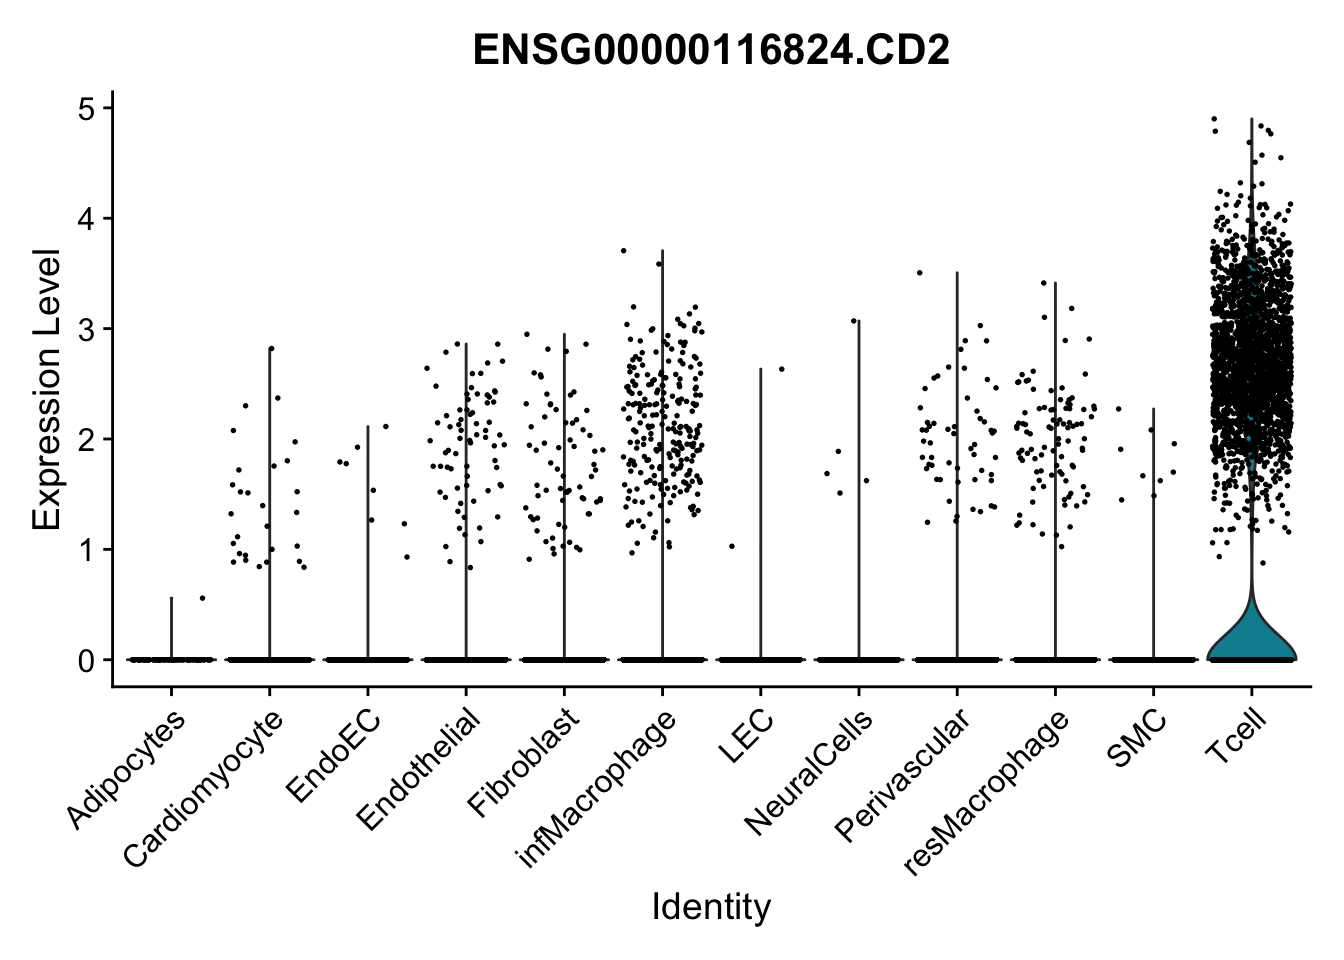 ENSG00000116824.CD2
5
4
3
2
1
0
Expression Level
Adipocytes
Cardiomyocyte
EndoEC
Endothelial
Fibroblast
infMacrophage
LEC
NeuralCells
Perivascular
resMacrophage
SMC
Tcell
Identity